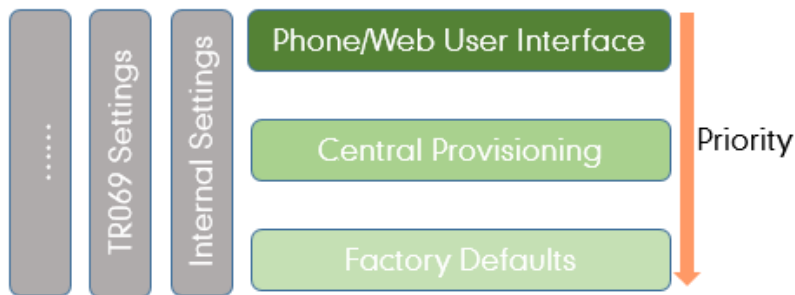 ......
TR069 Settings
Internal Settings
Phone/Web User Interface
Central Provisioning
Factory Defaults
Priority